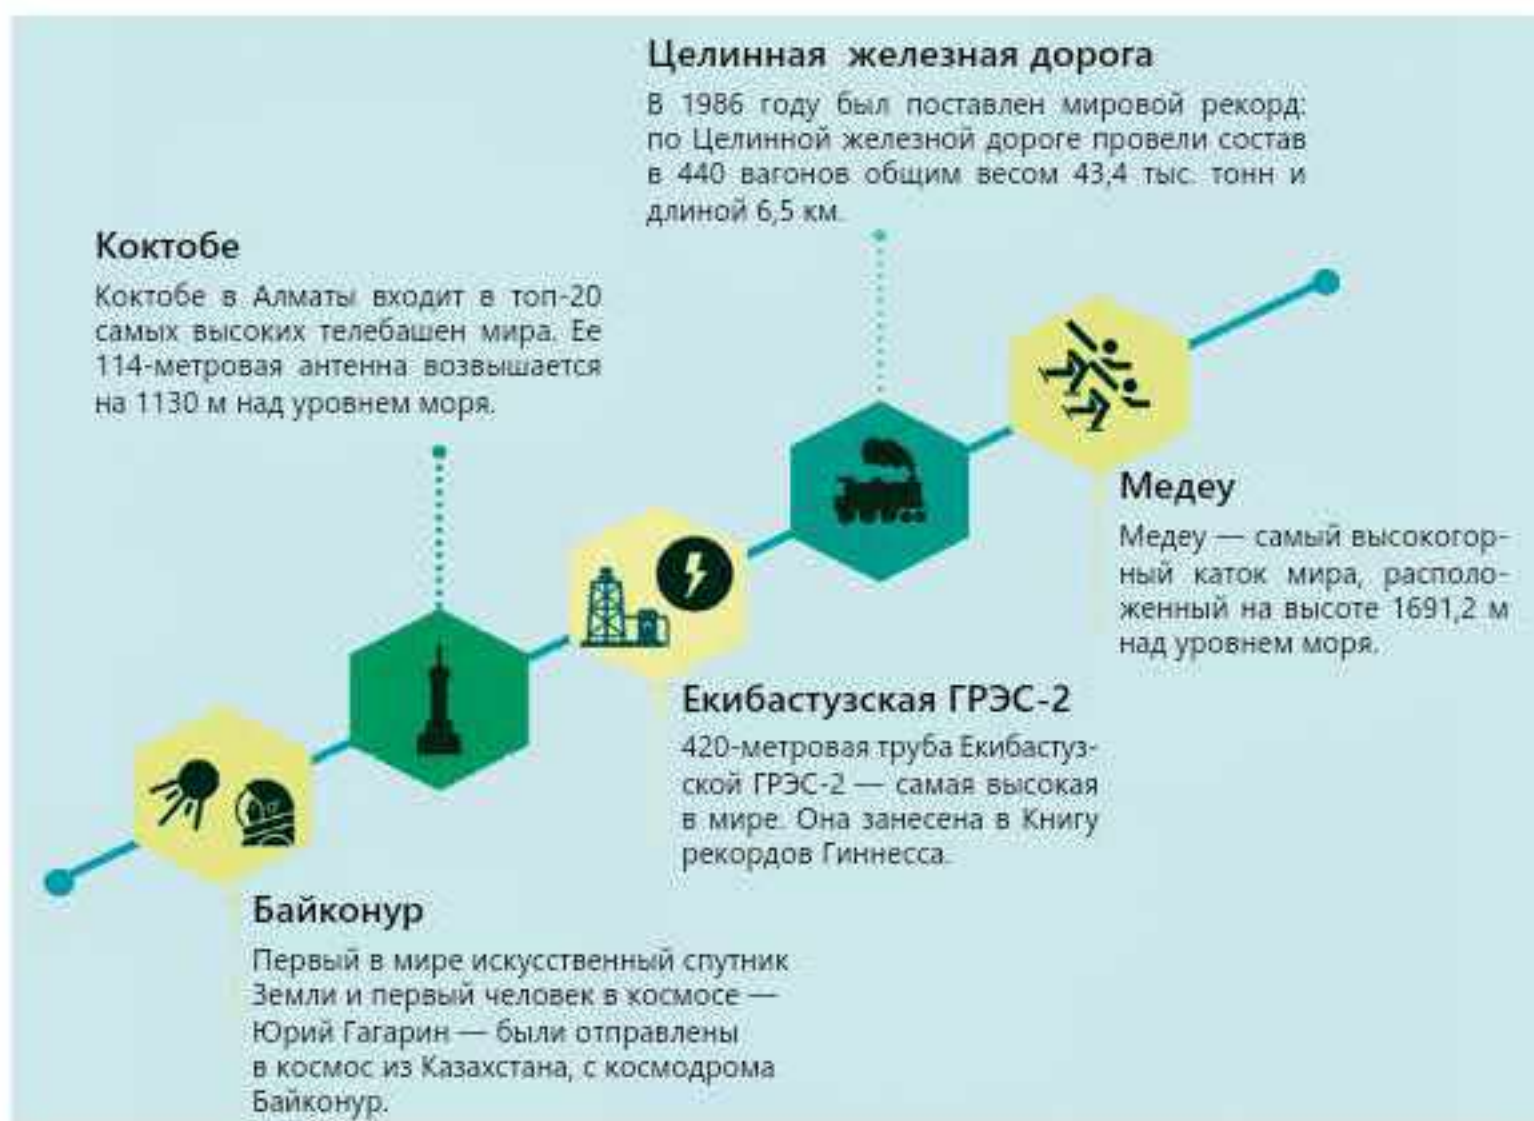 Целинная железная дорога
В 1986 году был поставлен мировой рекорд:
по Целинной железной дороге провели состав
в 440 вагонов общим весом 43,4 тыс. тонн и
длиной 6,5 км.
Коктобе
Коктобе в Алматы входит в топ-20
самых высоких телебашен мира. Ее
114-метровая антенна возвышается
на 1130 м над уровнем моря.
Медеу
Медеу — самый высокогор-
ный каток мира, располо-
женный на высоте 1691,2 м
над уровнем моря.
Екибастузская ГРЭС-2
420-метровая труба Екибастуз-
ской ГРЭС-2 — самая высокая
в мире. Она занесена в Книгу
рекордов Гиннесса.
Байконур
Первый в мире искусственный спутник
Земли и первый человек в космосе —
Юрий Гагарин — были отправлены
в космос из Казахстана, с космодрома
Байконур.